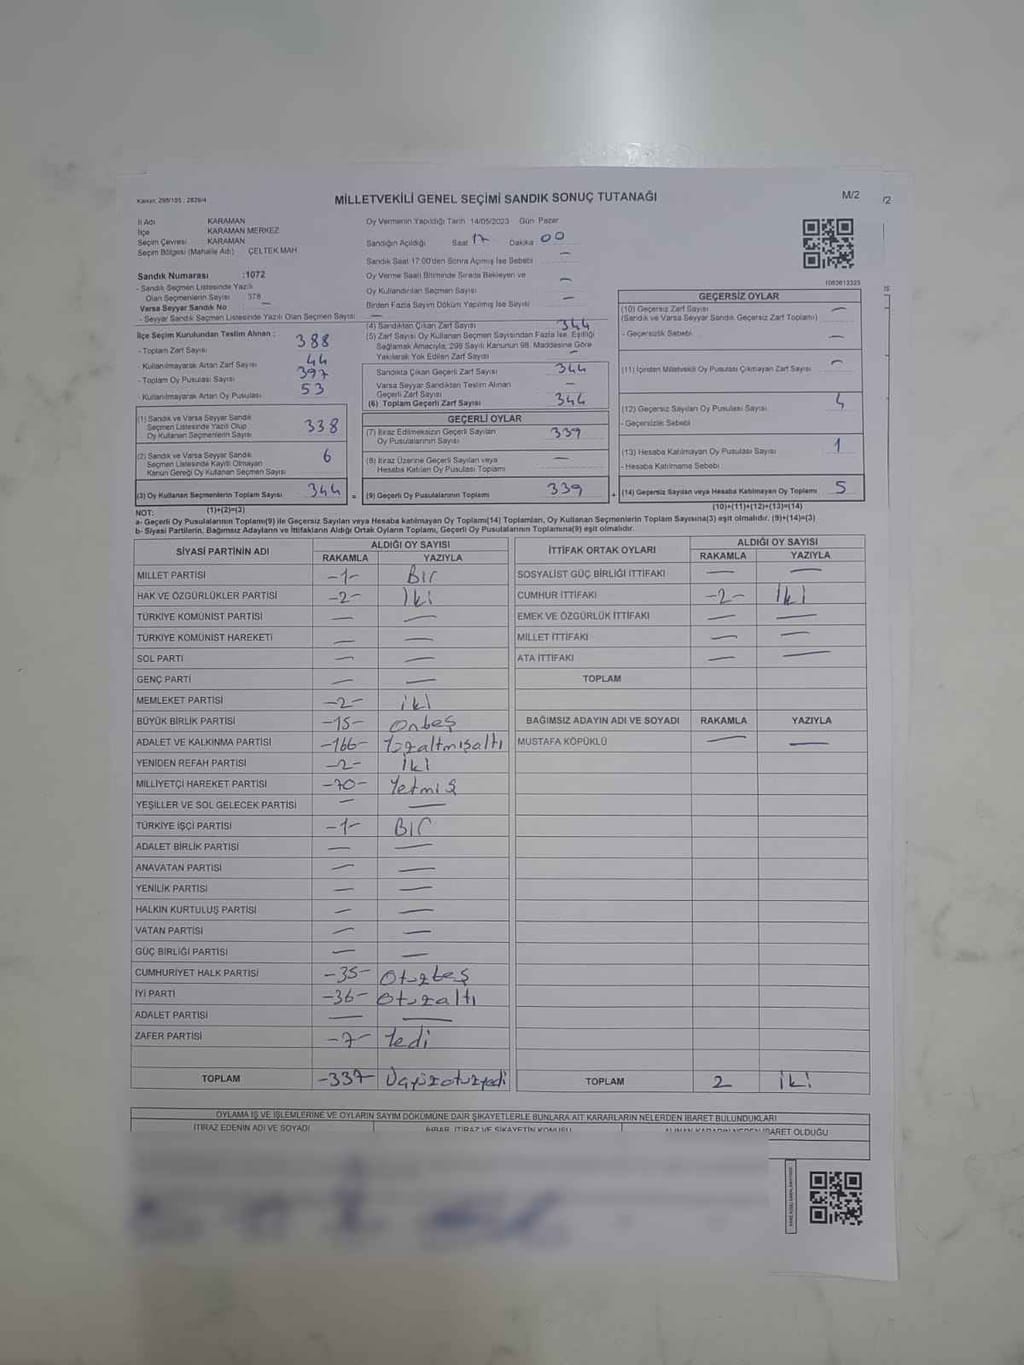 MİLLETVEKİLİ GENEL SEÇİMİ SANDIK SONUÇ TUTANAĞI
M/2
İl Adı KARAMAN
İlçe KARAMAN MERKEZ
Seçim Çevresi KARAMAN
Seçim Bölgesi (Mahalle Adı) ÇELTEK MAH
Sandık Numarası :1072
- Sandık Seçmen Listesinde Yazılı
Olan Seçmenlerin Sayısı 378
Varsa Seyyar Sandık No —
- Seyyar Sandık Seçmen Listesinde Yazılı Olan Seçmen Sayısı —
Oy Vermenin Yapıldığı Tarih 14/05/2023 Gün Pazar
Sandığın Açıldığı Saat 17 Dakika 00
Sandık Saat 17:00'den Sonra Açılmış İse Sebebi —
Oy Verme Saati Bitiminde Sırada Bekleyen ve
Oy Kullandırılan Seçmen Sayısı —
Birden Fazla Sayım Döküm Yapılmış İse Sayısı —
İlçe Seçim Kurulundan Teslim Alınan :
- Toplam Zarf Sayısı 388
- Kullanılmayarak Artan Zarf Sayısı 44
- Toplam Oy Pusulası Sayısı 397
- Kullanılmayarak Artan Oy Pusulası 53
(1) Sandık ve Varsa Seyyar Sandık
Seçmen Listesinde Yazılı Olup
Oy Kullanan Seçmenlerin Sayısı 338
(2) Sandık ve Varsa Seyyar Sandık
Seçmen Listesinde Kayıtlı Olmayan
Kanun Gereği Oy Kullanan Seçmen Sayısı 6
(3) Oy Kullanan Seçmenlerin Toplam Sayısı 344
(1)+(2)=(3)
(4) Sandıktan Çıkan Zarf Sayısı 344
(5) Zarf Sayısı Oy Kullanan Seçmen Sayısından Fazla İse, Eşitliği
Sağlamak Amacıyla, 298 Sayılı Kanunun 98. Maddesine Göre
Yakılarak Yok Edilen Zarf Sayısı —
Sandıkta Çıkan Geçerli Zarf Sayısı 344
Varsa Seyyar Sandıktan Teslim Alınan
Geçerli Zarf Sayısı —
(6) Toplam Geçerli Zarf Sayısı 344
GEÇERLİ OYLAR
(7) İtiraz Edilmeksizin Geçerli Sayılan
Oy Pusulalarının Sayısı 339
(8) İtiraz Üzerine Geçerli Sayılan veya
Hesaba Katılan Oy Pusulası Toplamı —
= (9) Geçerli Oy Pusulalarının Toplamı 339
GEÇERSİZ OYLAR
(10) Geçersiz Zarf Sayısı —
(Sandık ve Varsa Seyyar Sandık Geçersiz Zarf Toplamı)
- Geçersizlik Sebebi —
(11) İçinden Milletvekili Oy Pusulası Çıkmayan Zarf Sayısı —
(12) Geçersiz Sayılan Oy Pusulası Sayısı 4
- Geçersizlik Sebebi
(13) Hesaba Katılmayan Oy Pusulası Sayısı 1
- Hesaba Katılmama Sebebi
+ (14) Geçersiz Sayılan veya Hesaba Katılmayan Oy Toplamı 5
(10)+(11)+(12)+(13)=(14)
NOT:
a- Geçerli Oy Pusulalarının Toplamı(9) ile Geçersiz Sayılan veya Hesaba katılmayan Oy Toplamı(14) Toplamları, Oy Kullanan Seçmenlerin Toplam Sayısına(3) eşit olmalıdır. (9)+(14)=(3)
b- Siyasi Partilerin, Bağımsız Adayların ve İttifakların Aldığı Ortak Oyların Toplamı, Geçerli Oy Pusulalarının Toplamına(9) eşit olmalıdır.
SİYASİ PARTİNİN ADI ALDIĞI OY SAYISI
RAKAMLA YAZIYLA
MİLLET PARTİSİ -1- Bir
HAK VE ÖZGÜRLÜKLER PARTİSİ -2- İki
TÜRKİYE KOMÜNİST PARTİSİ — —
TÜRKİYE KOMÜNİST HAREKETİ — —
SOL PARTİ — —
GENÇ PARTİ — —
MEMLEKET PARTİSİ -2- iki
BÜYÜK BİRLİK PARTİSİ -15- Onbeş
ADALET VE KALKINMA PARTİSİ -166- Yüzaltmışaltı
YENİDEN REFAH PARTİSİ -2- iki
MİLLİYETÇİ HAREKET PARTİSİ -70- Yetmiş
YEŞİLLER VE SOL GELECEK PARTİSİ — —
TÜRKİYE İŞÇİ PARTİSİ -1- Bir
ADALET BİRLİK PARTİSİ — —
ANAVATAN PARTİSİ — —
YENİLİK PARTİSİ — —
HALKIN KURTULUŞ PARTİSİ — —
VATAN PARTİSİ — —
GÜÇ BİRLİĞİ PARTİSİ — —
CUMHURİYET HALK PARTİSİ -35- Otuzbeş
İYİ PARTİ -36- Otuzaltı
ADALET PARTİSİ — —
ZAFER PARTİSİ -7- Yedi
TOPLAM -337- Üçyüzotuzyedi
İTTİFAK ORTAK OYLARI ALDIĞI OY SAYISI
RAKAMLA YAZIYLA
SOSYALİST GÜÇ BİRLİĞİ İTTİFAKI — —
CUMHUR İTTİFAKI -2- İki
EMEK VE ÖZGÜRLÜK İTTİFAKI — —
MİLLET İTTİFAKI — —
ATA İTTİFAKI — —
TOPLAM
BAĞIMSIZ ADAYIN ADI VE SOYADI RAKAMLA YAZIYLA
MUSTAFA KÖPÜKLÜ — —
TOPLAM 2 iki
OYLAMA İŞ VE İŞLEMLERİNE VE OYLARIN SAYIM DÖKÜMÜNE DAİR ŞİKAYETLERLE BUNLARA AİT KARARLARIN NELERDEN İBARET BULUNDUKLARI
İTİRAZ EDENİN ADI VE SOYADI İHBAR, İTİRAZ VE ŞİKAYETİN KONUSU ALINAN KARARIN NEDEN İBARET OLDUĞU